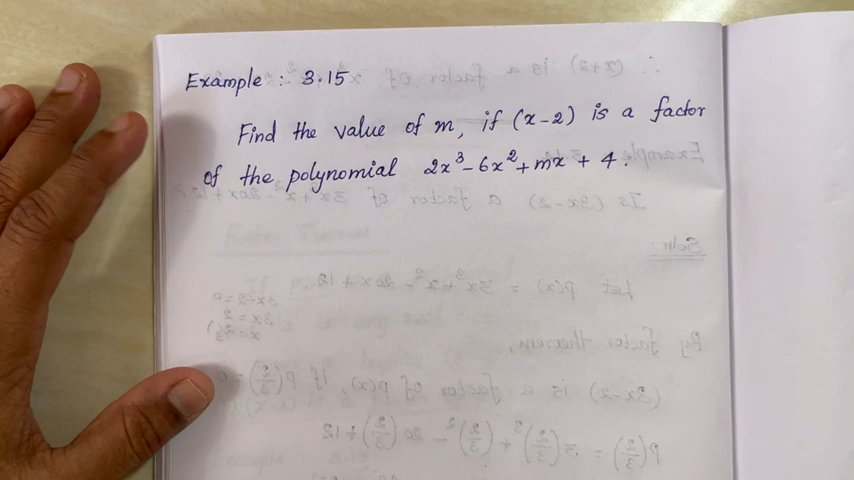 Example : 3.15
Find the value of m, if (x-2) is a factor
of the polynomial 2x³-6x²+mx + 4.